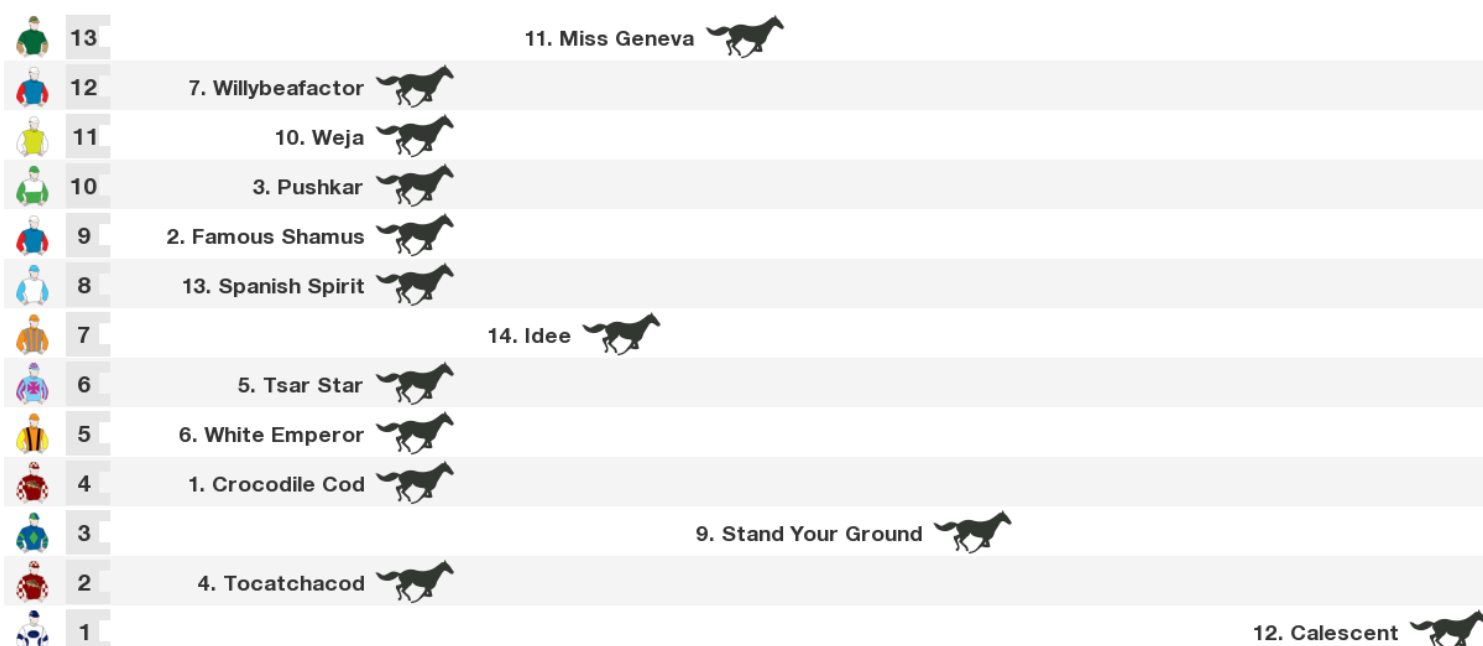 13 11. Miss Geneva
12 7. Willybeafactor
11 10. Weja
10 3. Pushkar
9 2. Famous Shamus
8 13. Spanish Spirit
7 14. Idee
6 5. Tsar Star
5 6. White Emperor
4 1. Crocodile Cod
3 9. Stand Your Ground
2 4. Tocatchacod
1 12. Calescent